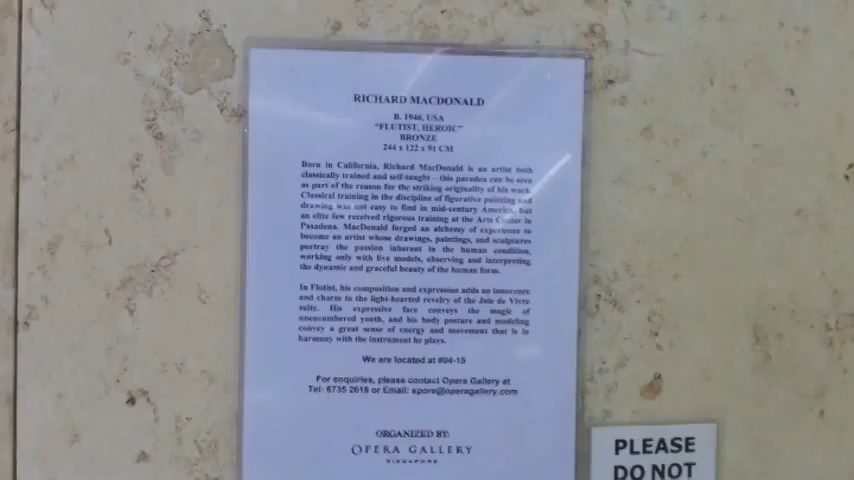 RICHARD MACDONALD
B. 1946, USA
"FLUTIST, HEROIC"
BRONZE
244 x 122 x 91 CM
Born in California, Richard MacDonald is an artist both
classically trained and self-taught – this paradox can be seen
as part of the reason for the striking originality of his work.
Classical training in the discipline of figurative painting and
drawing was not easy to find in mid-century America, but
an elite few received rigorous training at the Arts Center in
Pasadena. MacDonald forged an alchemy of experience to
become an artist whose drawings, paintings, and sculptures
portray the passion inherent in the human condition,
working only with live models, observing and interpreting
the dynamic and graceful beauty of the human form.
In Flutist, his composition and expression adds an innocence
and charm to the light-hearted revelry of the Joie de Vivre
suite. His expressive face conveys the magic of
unencumbered youth, and his body posture and modeling
convey a great sense of energy and movement that is in
harmony with the instrument he plays.
We are located at #04-15
For enquiries, please contact Opera Gallery at
Tel: 6735 2618 or Email: spore@operagallery.com
ORGANIZED BY:
OPERA GALLERY
SINGAPORE
PLEASE
DO NOT